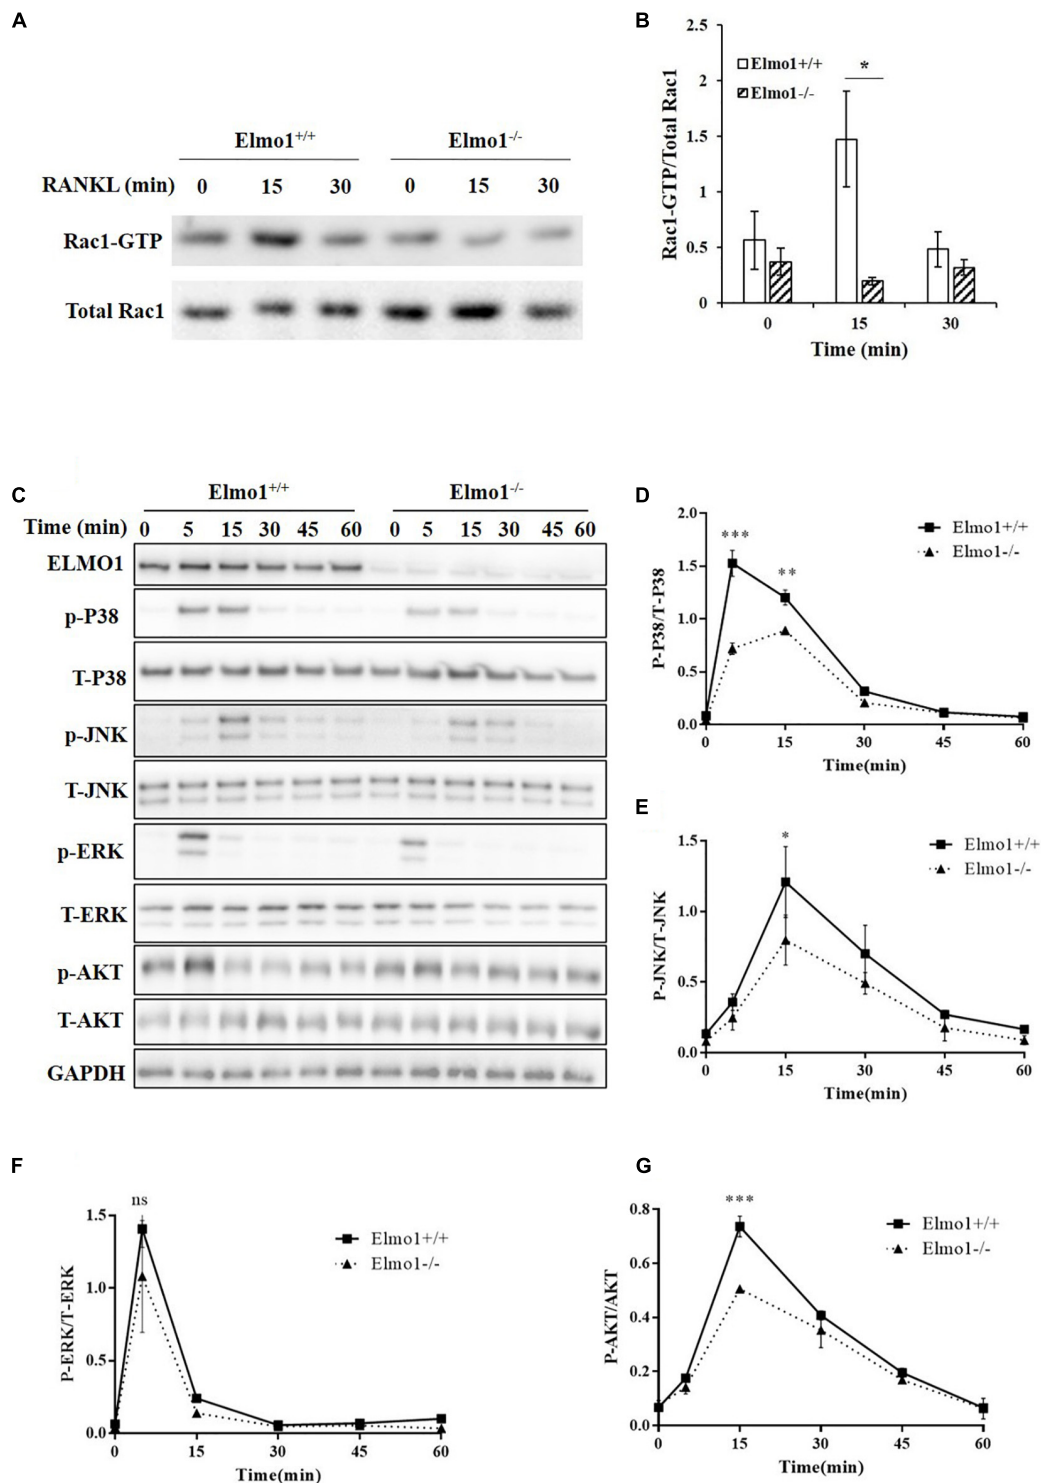 A
Elmo1+/+ Elmo1-/-
RANKL (min) 0 15 30 0 15 30
Rac1-GTP
Total Rac1
B
Rac1-GTP/Total Rac1
2.5
2
1.5
1
0.5
0
Elmo1+/+
Elmo1-/-
*
0 15 30
Time (min)
C
Elmo1+/+ Elmo1-/-
Time (min) 0 5 15 30 45 60 0 5 15 30 45 60
ELMO1
p-P38
T-P38
p-JNK
T-JNK
p-ERK
T-ERK
p-AKT
T-AKT
GAPDH
D
P-P38/T-P38
2.0
1.5
1.0
0.5
0.0
***
**
Elmo1+/+
Elmo1-/-
0 15 30 45 60
Time(min)
E
P-JNK/T-JNK
1.5
1.0
0.5
0.0
*
Elmo1+/+
Elmo1-/-
0 15 30 45 60
Time(min)
F
P-ERK/T-ERK
1.5
1.0
0.5
0.0
ns
Elmo1+/+
Elmo1-/-
0 15 30 45 60
Time(min)
G
P-AKT/AKT
0.8
0.6
0.4
0.2
0.0
***
Elmo1+/+
Elmo1-/-
0 15 30 45 60
Time(min)